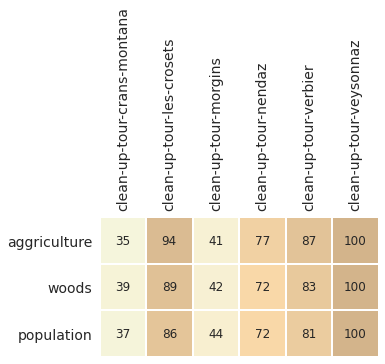 clean-up-tour-crans-montana
clean-up-tour-les-crosets
clean-up-tour-morgins
clean-up-tour-nendaz
clean-up-tour-verbier
clean-up-tour-veysonnaz
aggriculture 35 94 41 77 87 100
woods 39 89 42 72 83 100
population 37 86 44 72 81 100